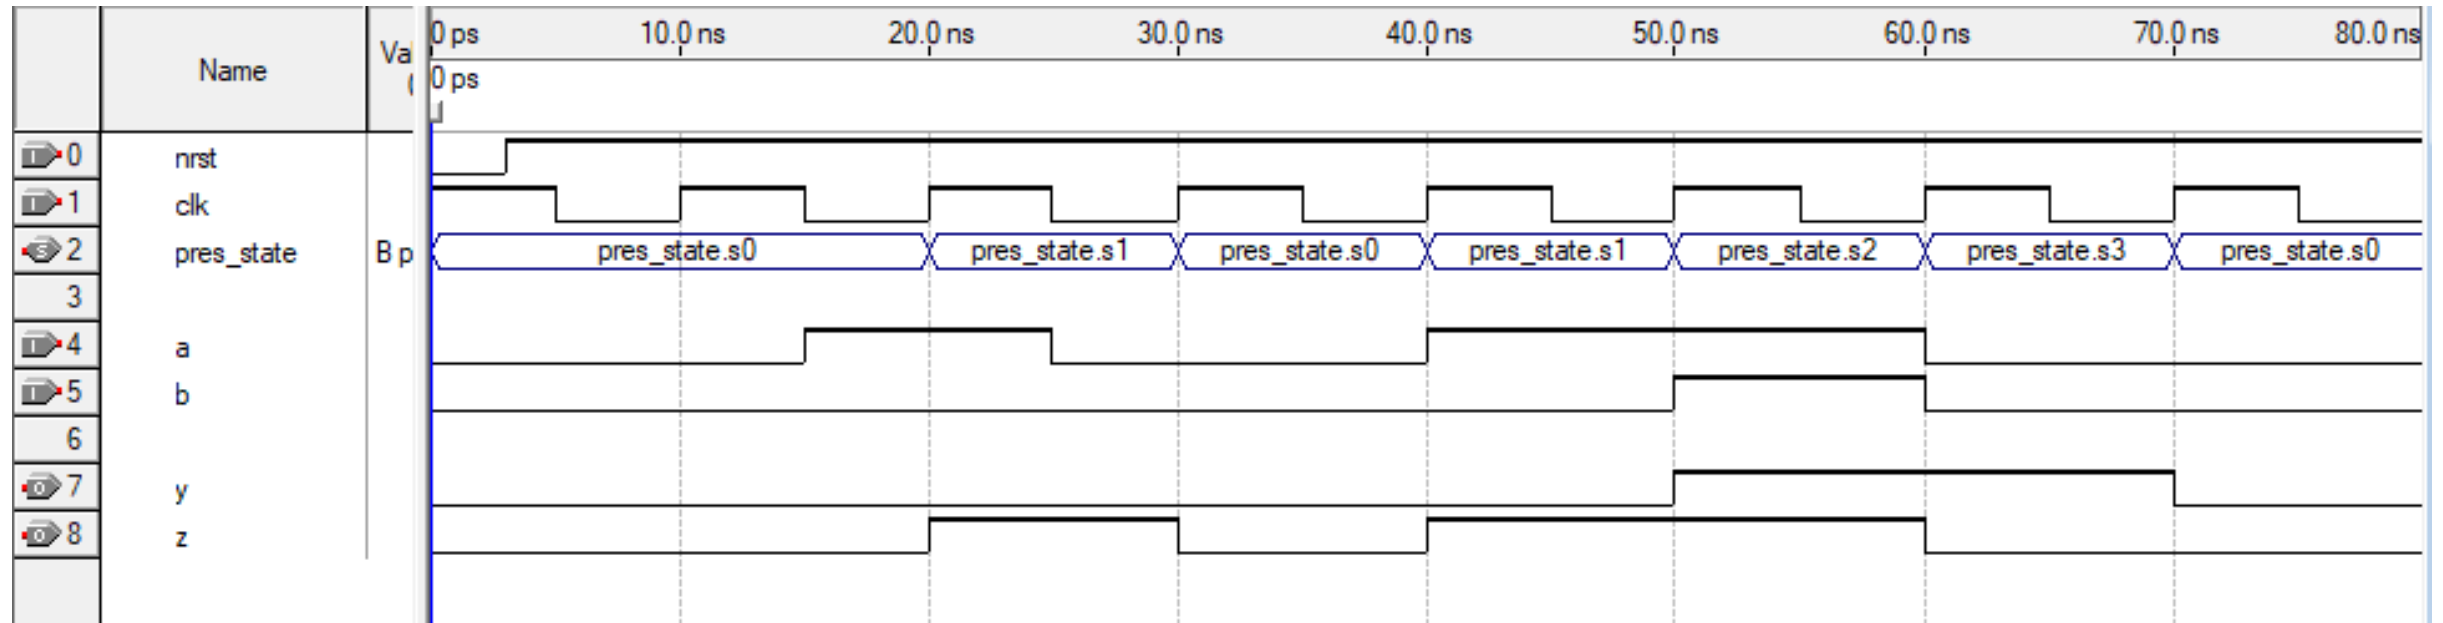 0 ps 10.0 ns 20.0 ns 30.0 ns 40.0 ns 50.0 ns 60.0 ns 70.0 ns 80.0 ns
Name Val
0 ps
0 nrst
1 clk
2 pres_state B p pres_state.s0 pres_state.s1 pres_state.s0 pres_state.s1 pres_state.s2 pres_state.s3 pres_state.s0
3
4 a
5 b
6
7 y
8 z